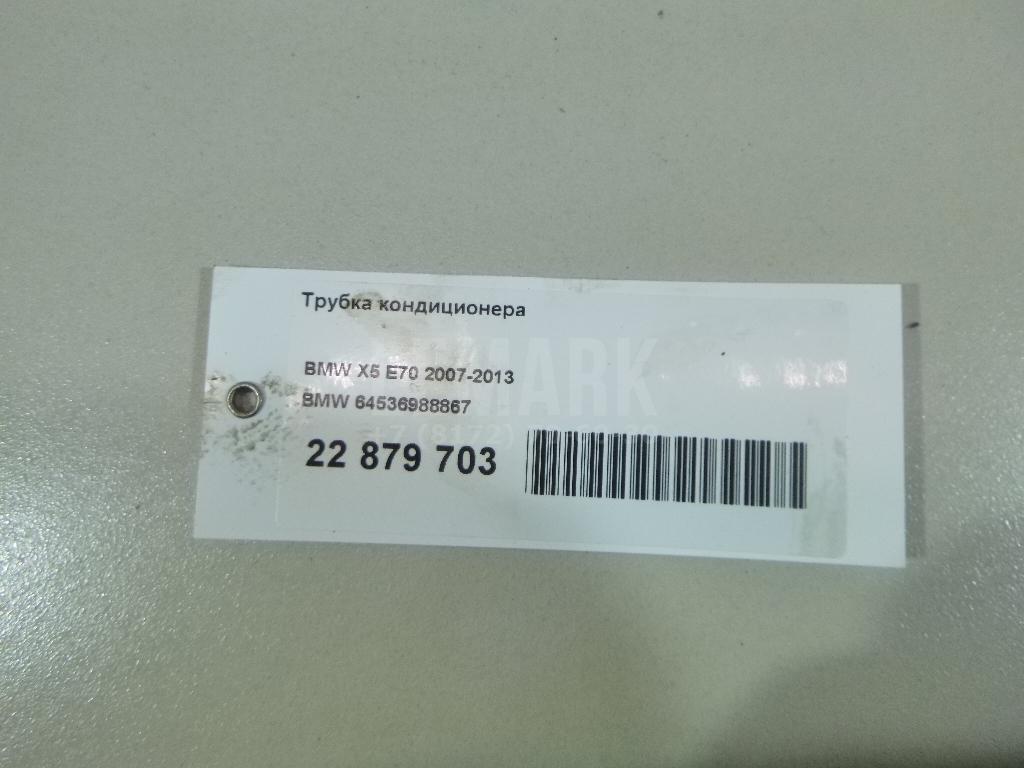 Трубка кондиционера
BMW X5 E70 2007-2013
BMW 64536988867
22 879 703